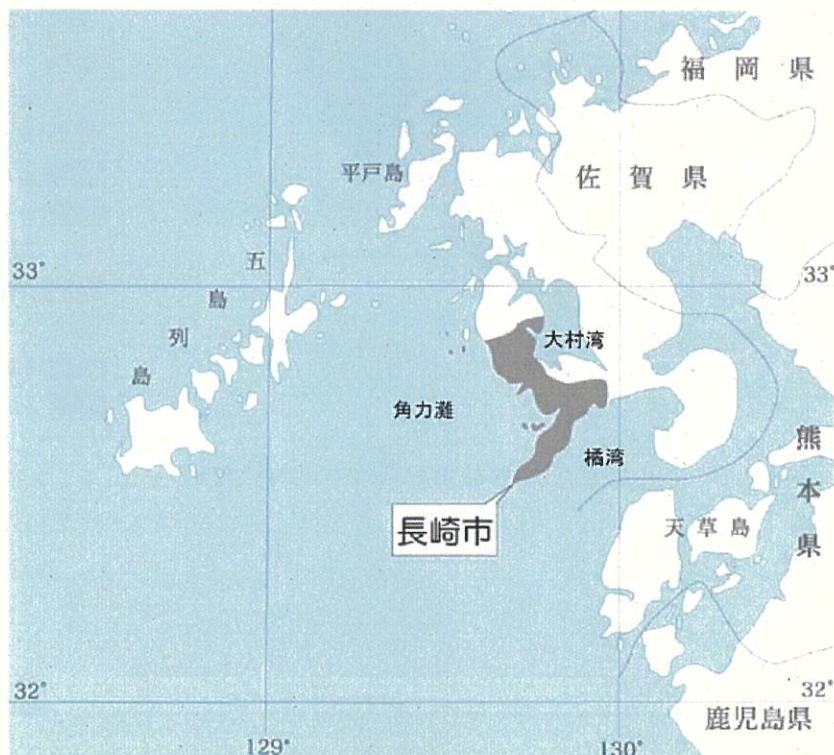 福岡県
佐賀県
平戸島
五島列島
33°
33°
大村湾
角力灘
橘湾
熊本県
長崎市
天草島
32°
32°
鹿児島県
129°
130°